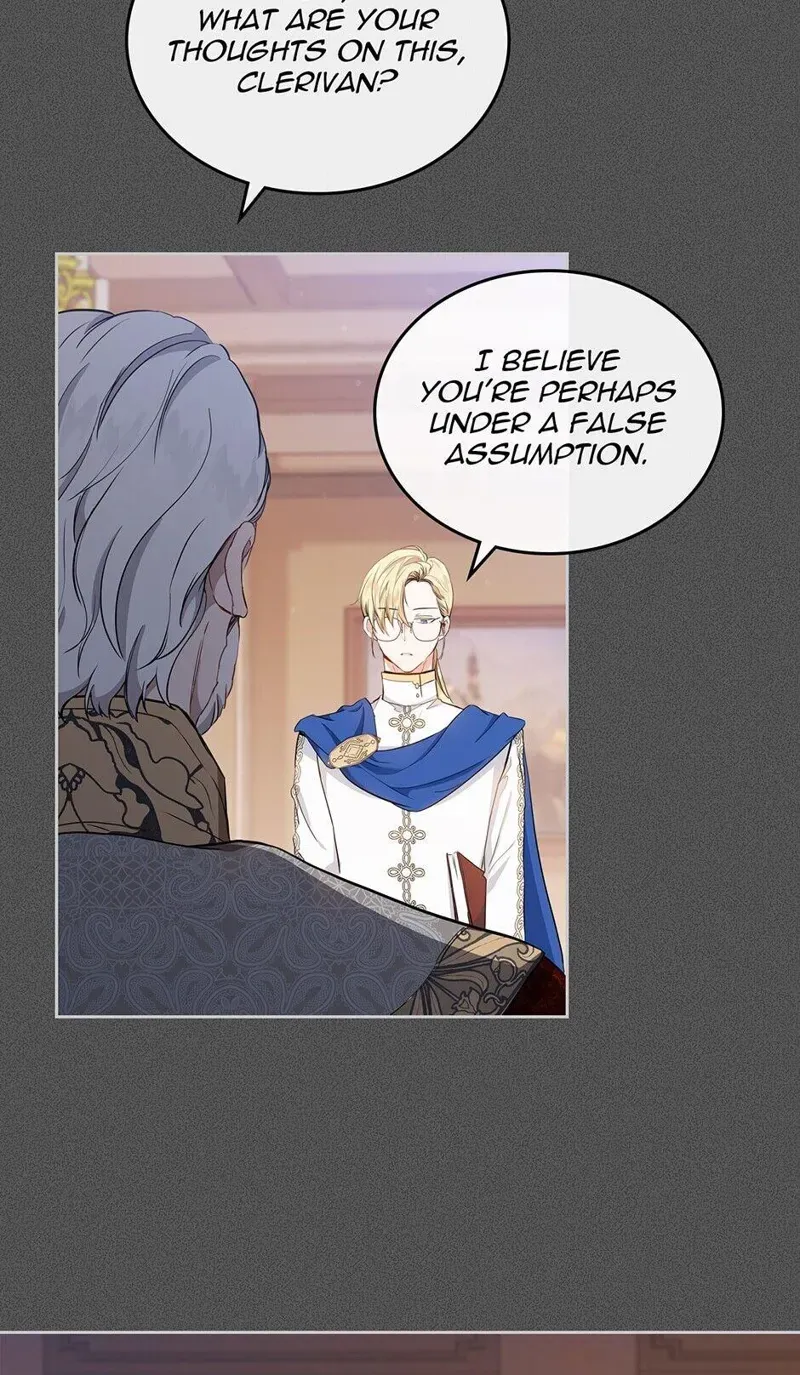 WHAT ARE YOUR
THOUGHTS ON THIS,
CLERIVAN?
I BELIEVE
YOU'RE PERHAPS
UNDER A FALSE
ASSUMPTION.